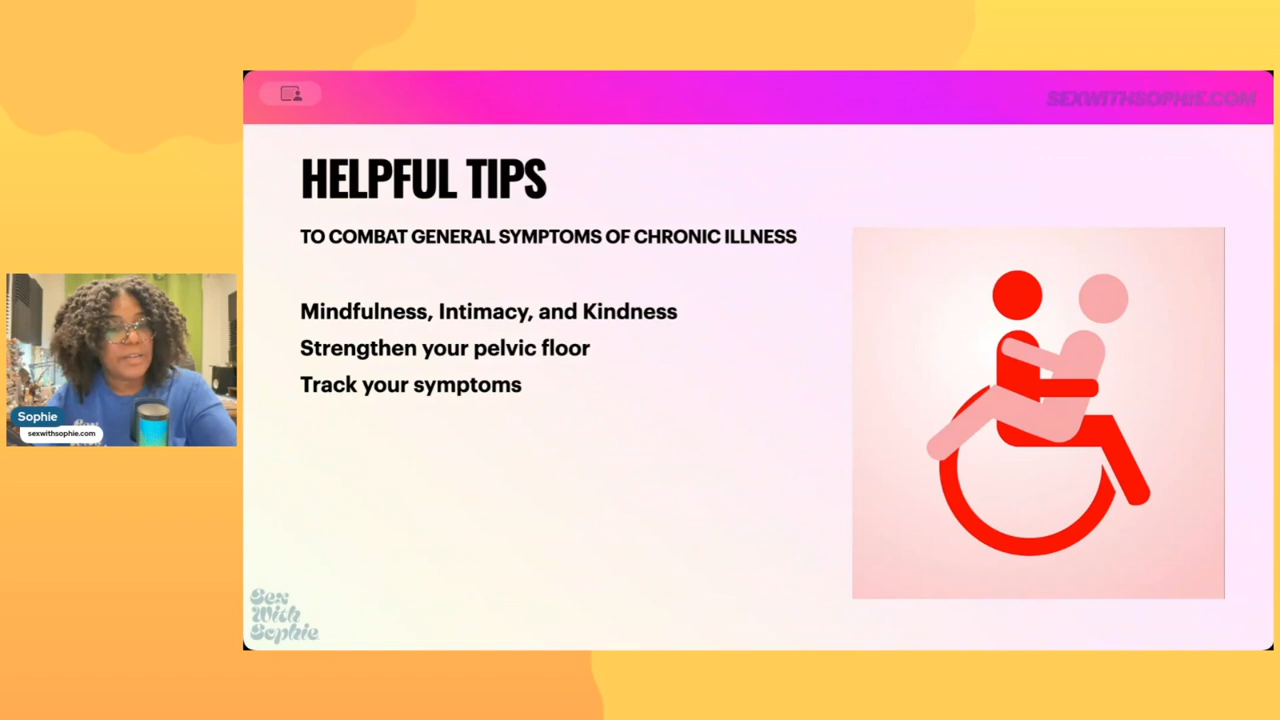 SEXWITHSOPHIE.COM
HELPFUL TIPS
TO COMBAT GENERAL SYMPTOMS OF CHRONIC ILLNESS
Mindfulness, Intimacy, and Kindness
Strengthen your pelvic floor
Track your symptoms
Sophie
sexwithsophie.com
Sex
With
Sophie